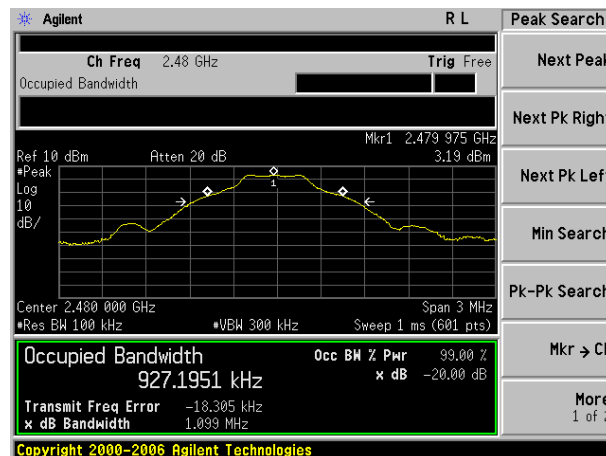 Agilent R L Peak Search
Ch Freq 2.48 GHz Trig Free
Occupied Bandwidth
Next Peak
Next Pk Right
Mkr1 2.479 975 GHz
Ref 10 dBm Atten 20 dB 3.19 dBm
#Peak
Log
10
dB/
1
Next Pk Left
Min Search
Pk-Pk Search
Center 2.480 000 GHz Span 3 MHz
#Res BW 100 kHz #VBW 300 kHz Sweep 1 ms (601 pts)
Occupied Bandwidth Occ BW % Pwr 99.00 %
927.1951 kHz x dB -20.00 dB
Mkr → C
Transmit Freq Error -18.305 kHz
x dB Bandwidth 1.099 MHz
More
1 of 2
Copyright 2000-2006 Agilent Technologies